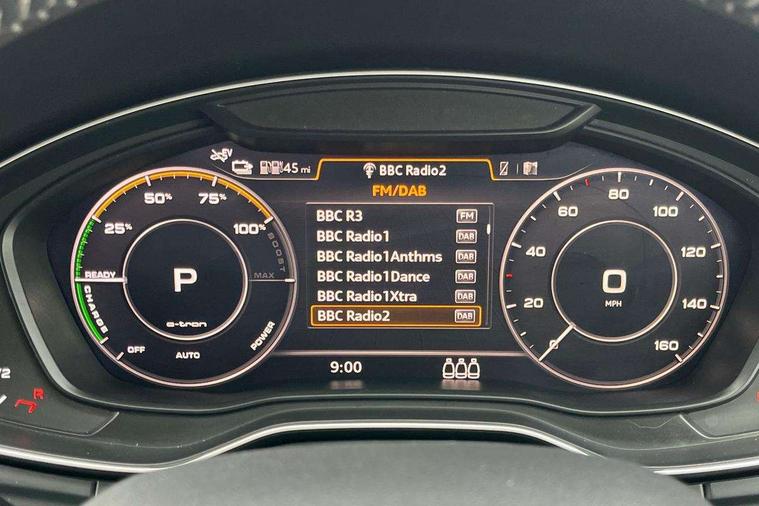 EV
45 mi
BBC Radio2
FM/DAB
BBC R3 FM
BBC Radio1 DAB
BBC Radio1Anthms DAB
BBC Radio1Dance DAB
BBC Radio1Xtra DAB
BBC Radio2 DAB
25%
50%
75%
100%
BOOST
MAX
READY
CHARGE
OFF
AUTO
POWER
P
e-tron
0
20
40
60
80
100
120
140
160
0
MPH
9:00
R